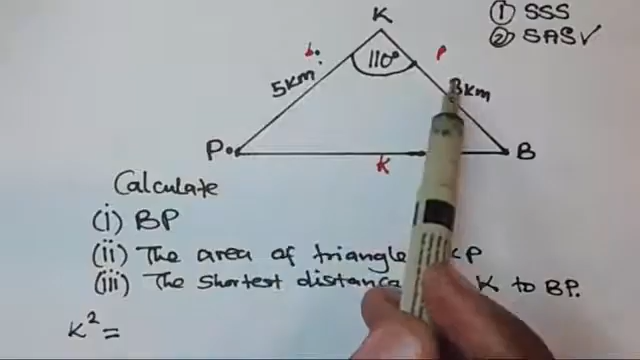 K
① SSS
② SAS✓
b
110°
p
5km
3km
P
B
k
Calculate
(i) BP
(ii) The area of triangle KP
(iii) The shortest distance K to BP.
K² =